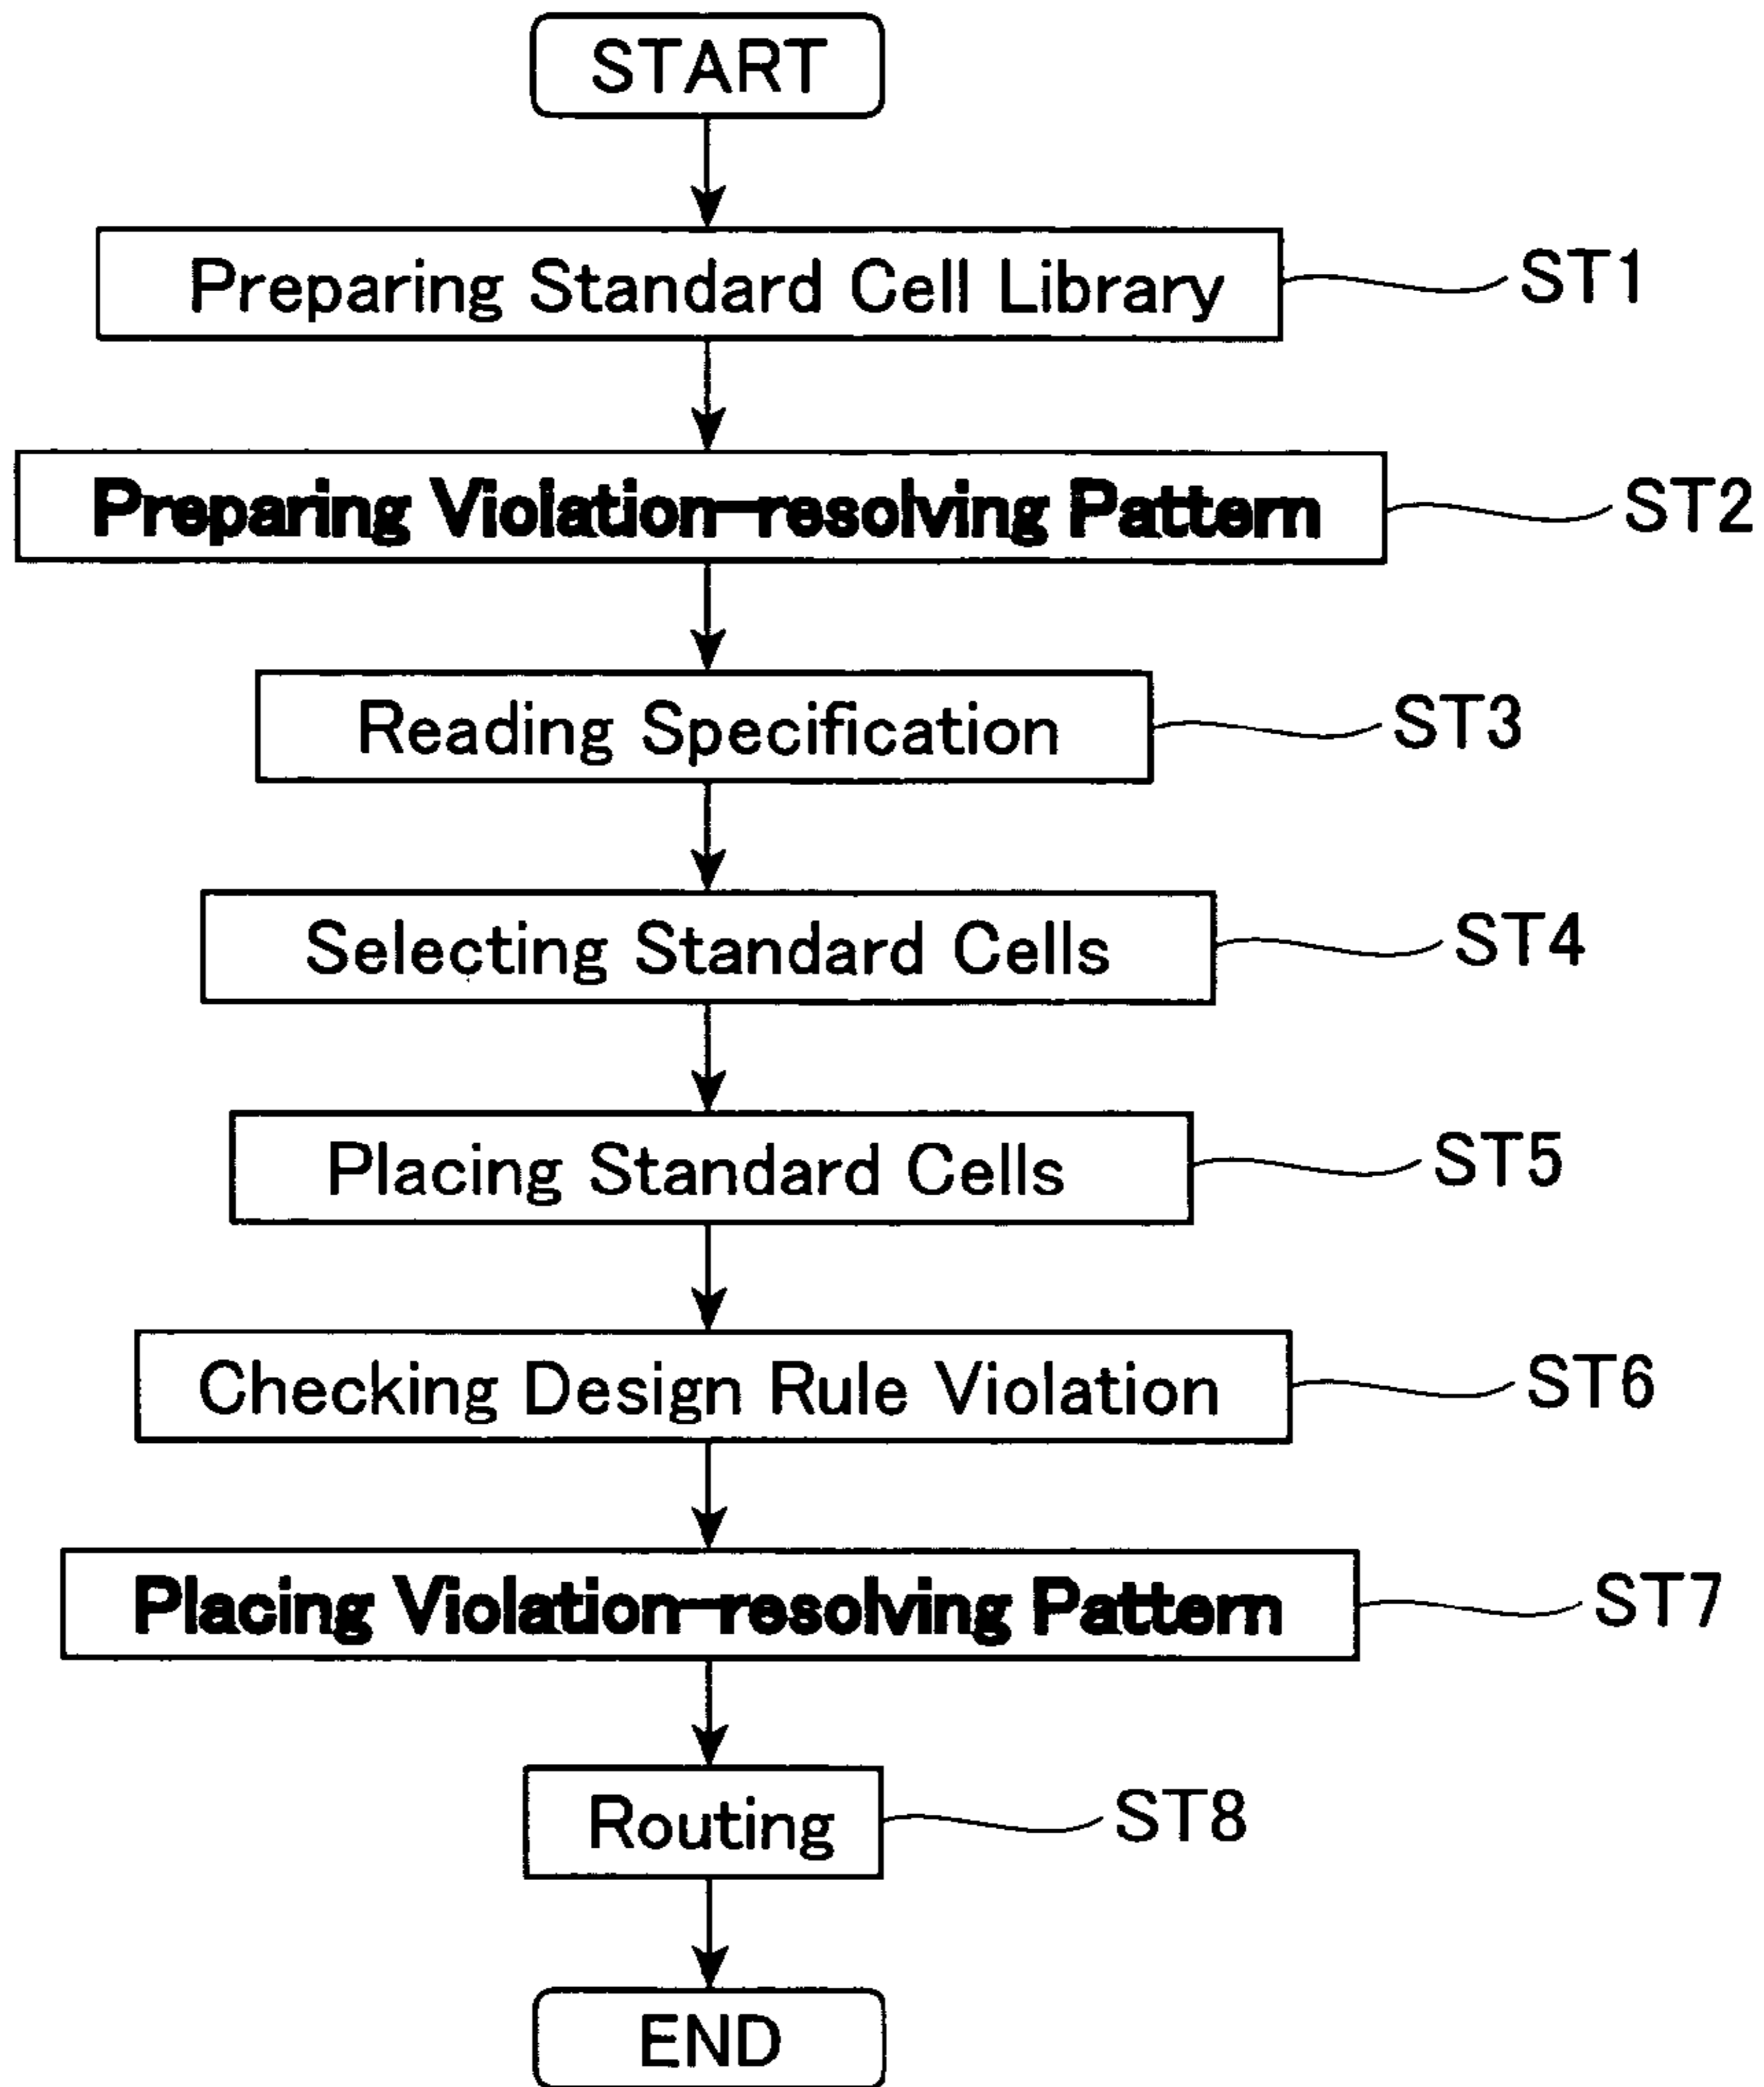 START
Preparing Standard Cell Library ST1
Preparing Violation-resolving Pattern ST2
Reading Specification ST3
Selecting Standard Cells ST4
Placing Standard Cells ST5
Checking Design Rule Violation ST6
Placing Violation-resolving Pattern ST7
Routing ST8
END